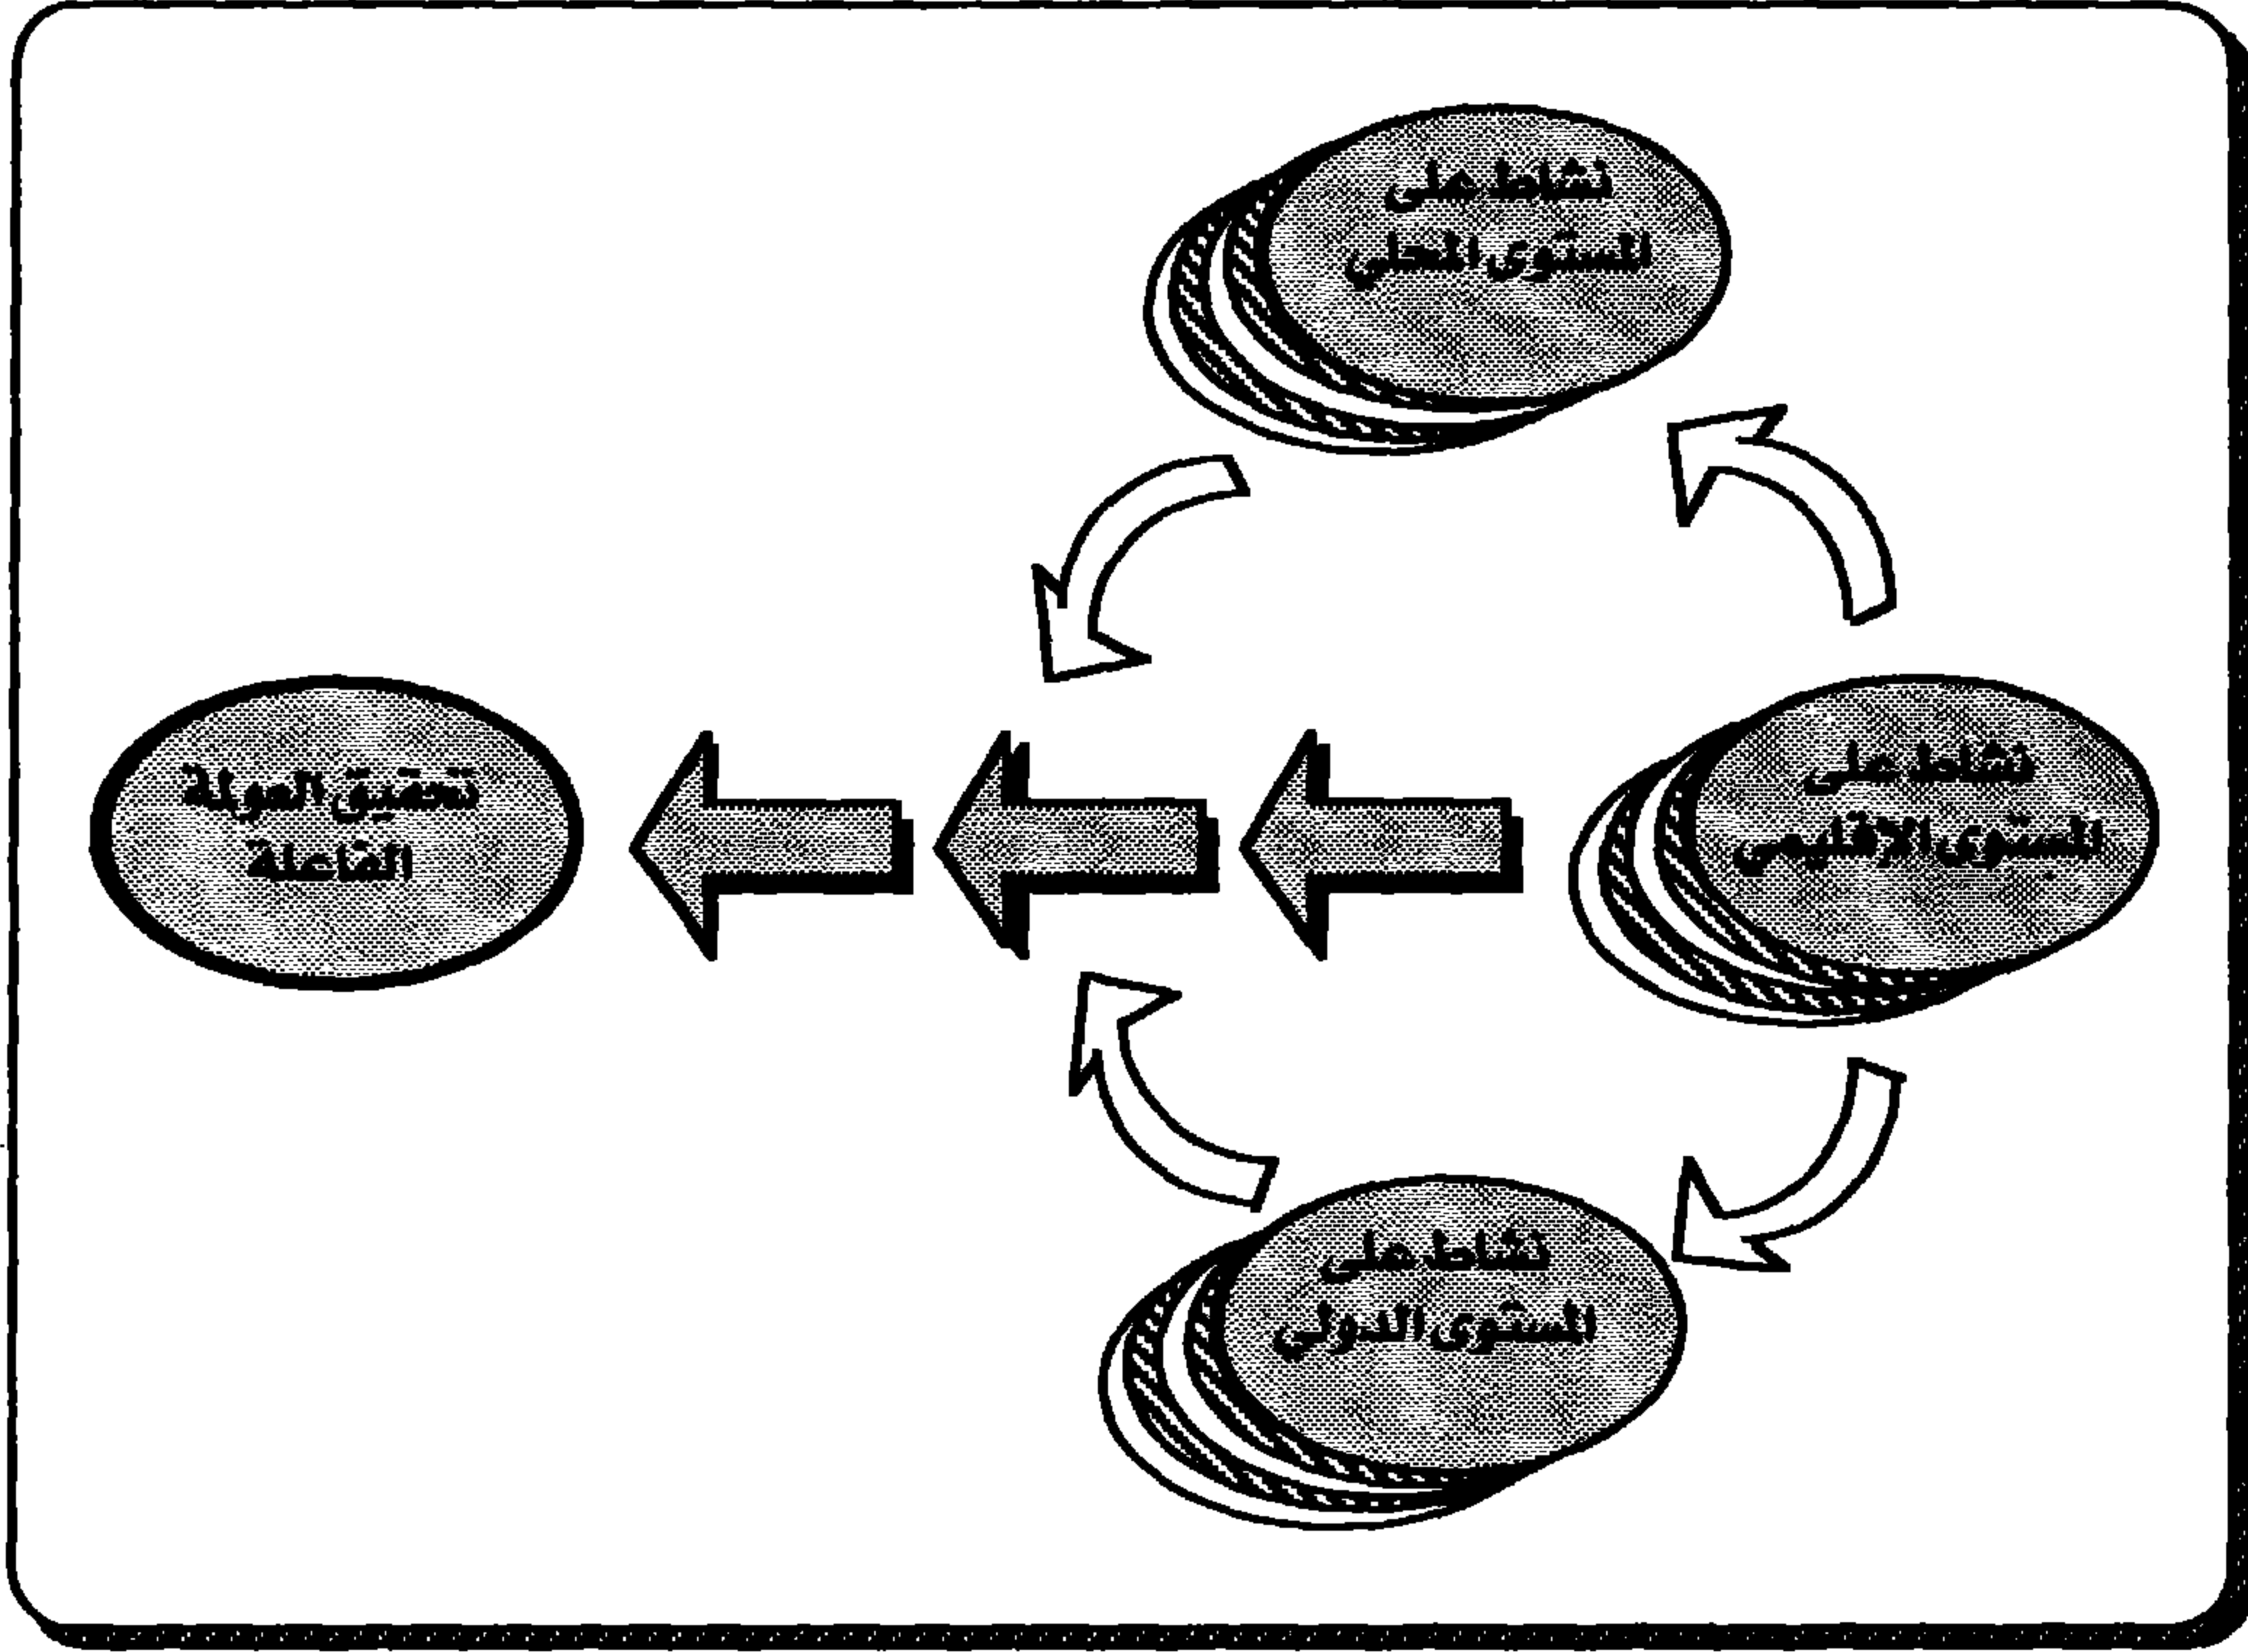 نشاط على
المستوى المحلي
نشاط على
المستوى الإقليمي
تحقيق العولمة
الفاعلة
نشاط على
المستوى الدولي